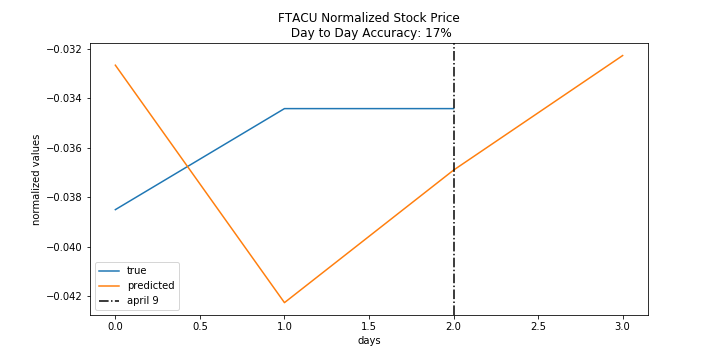 FTACU Normalized Stock Price
Day to Day Accuracy: 17%
normalized values
−0.032
−0.034
−0.036
−0.038
−0.040
−0.042
true
predicted
april 9
0.0 0.5 1.0 1.5 2.0 2.5 3.0
days